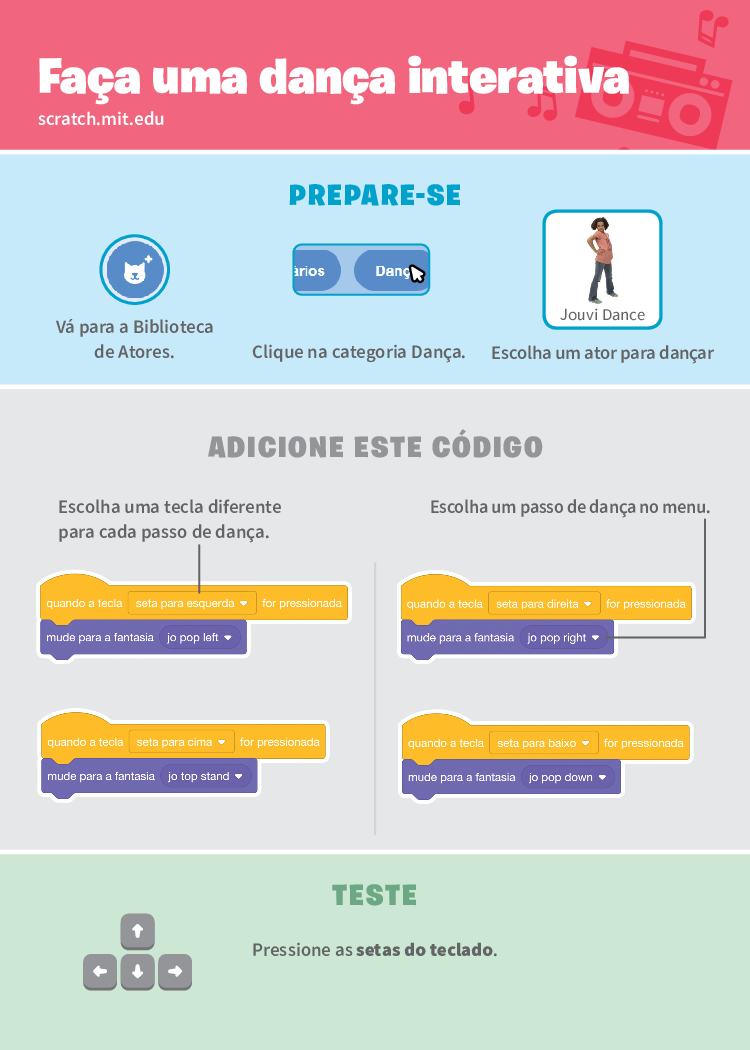 Faça uma dança interativa
scratch.mit.edu
PREPARE-SE
ários
Danç
Jouvi Dance
Vá para a Biblioteca
de Atores.
Clique na categoria Dança.
Escolha um ator para dançar
ADICIONE ESTE CÓDIGO
Escolha uma tecla diferente
para cada passo de dança.
Escolha um passo de dança no menu.
quando a tecla seta para esquerda for pressionada
mude para a fantasia jo pop left
quando a tecla seta para direita for pressionada
mude para a fantasia jo pop right
quando a tecla seta para cima for pressionada
mude para a fantasia jo top stand
quando a tecla seta para baixo for pressionada
mude para a fantasia jo pop down
TESTE
Pressione as setas do teclado.